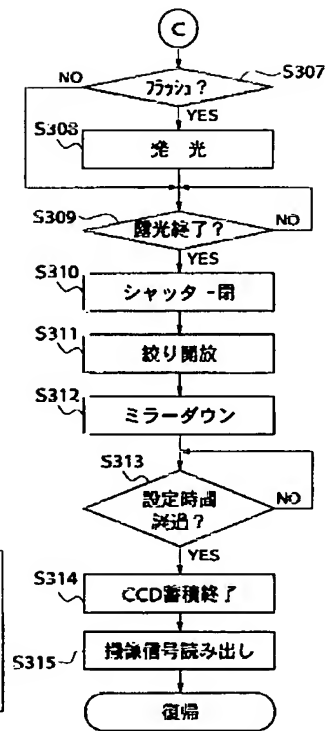 C
フラッシュ?
S307
NO
YES
S308
発 光
S309
露光終了?
NO
YES
S310
シャッター閉
S311
絞り開放
S312
ミラーダウン
S313
設定時間
経過?
NO
YES
S314
CCD蓄積終了
S315
撮像信号読み出し
復帰